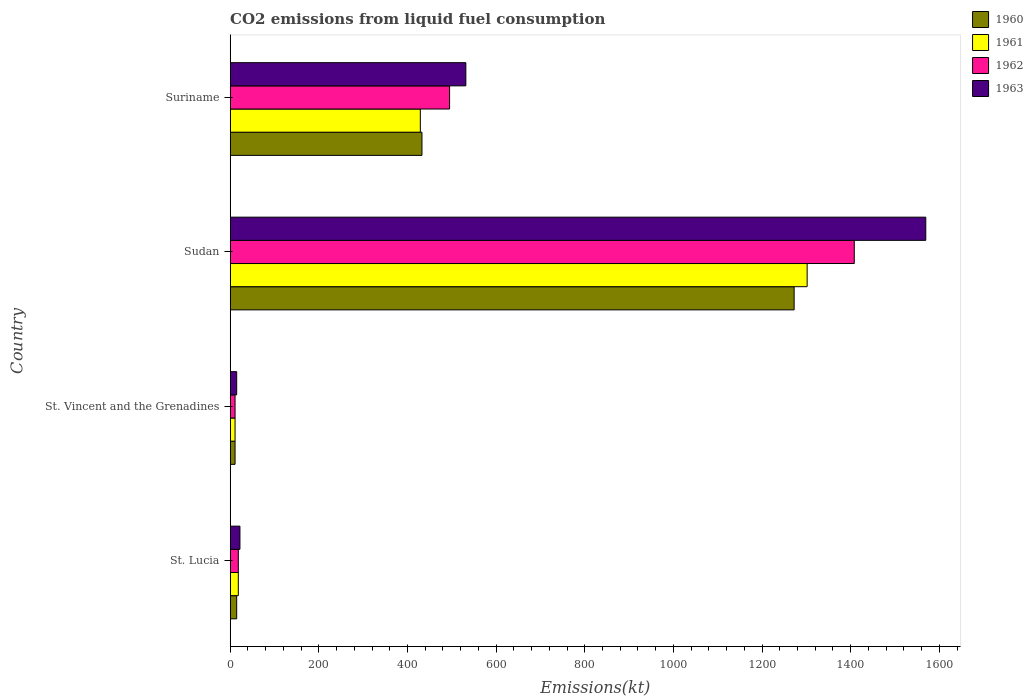 CO2 emissions from liquid fuel consumption
1960
1961
1962
1963
Suriname
Sudan
St. Vincent and the Grenadines
St. Lucia
Country
0
200
400
600
800
1000
1200
1400
1600
Emissions(kt)